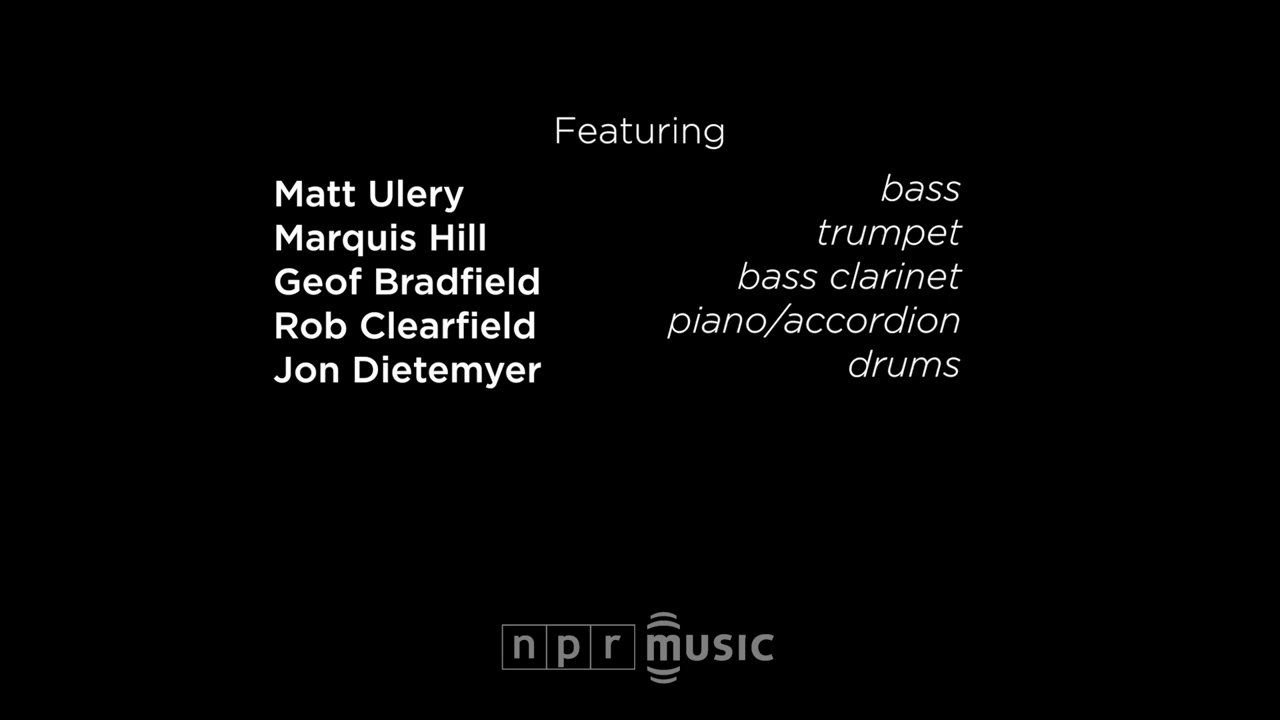 Featuring
Matt Ulery bass
Marquis Hill trumpet
Geof Bradfield bass clarinet
Rob Clearfield piano/accordion
Jon Dietemyer drums
npr music